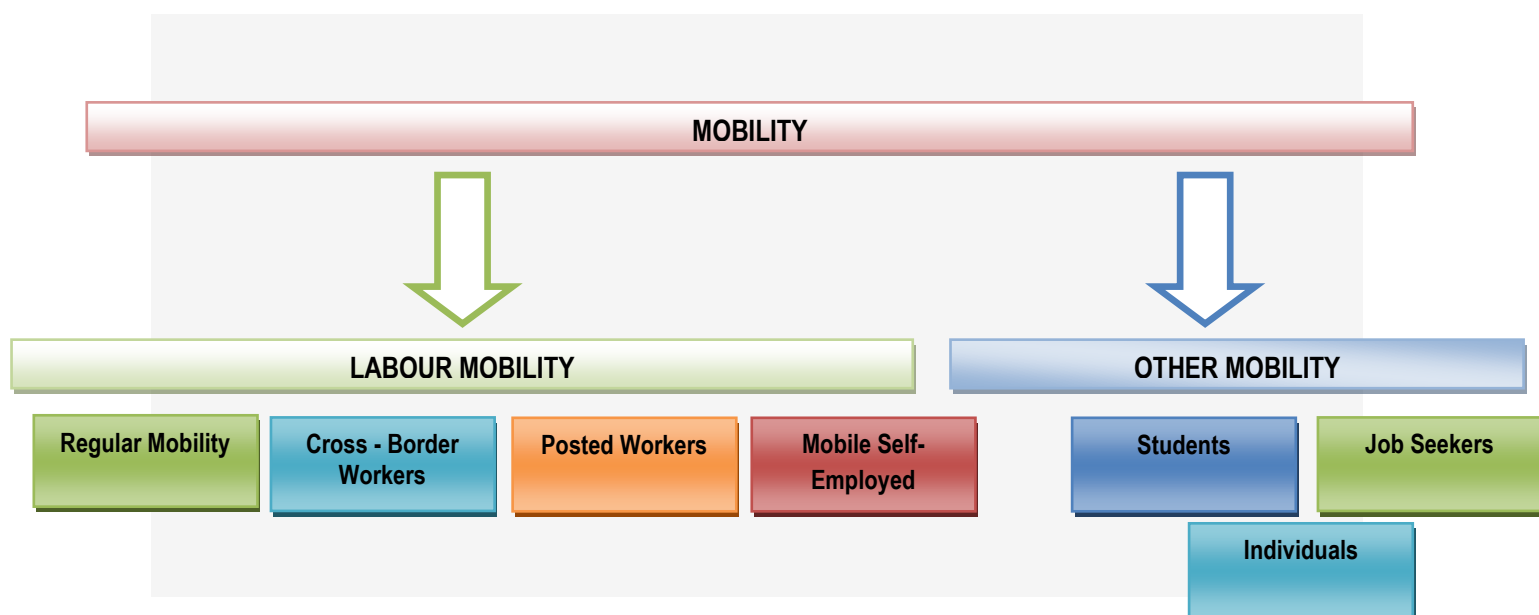 MOBILITY
LABOUR MOBILITY
OTHER MOBILITY
Regular Mobility
Cross - Border
Workers
Posted Workers
Mobile Self-
Employed
Students
Job Seekers
Individuals